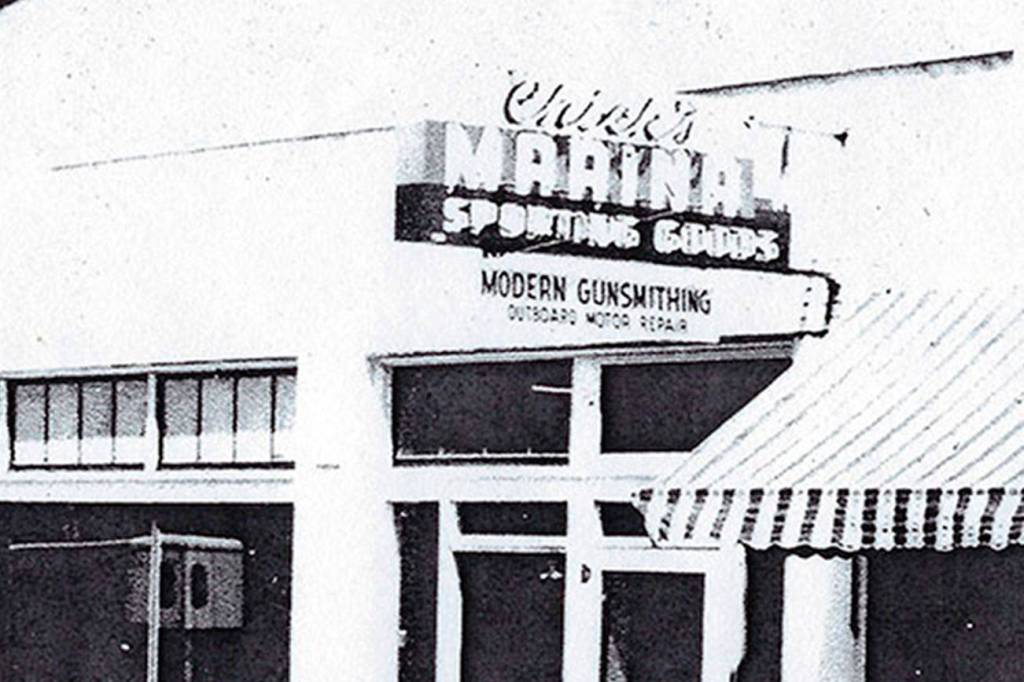 Chick's
MARINA
SPORTING GOODS
MODERN GUNSMITHING
OUTBOARD MOTOR REPAIR